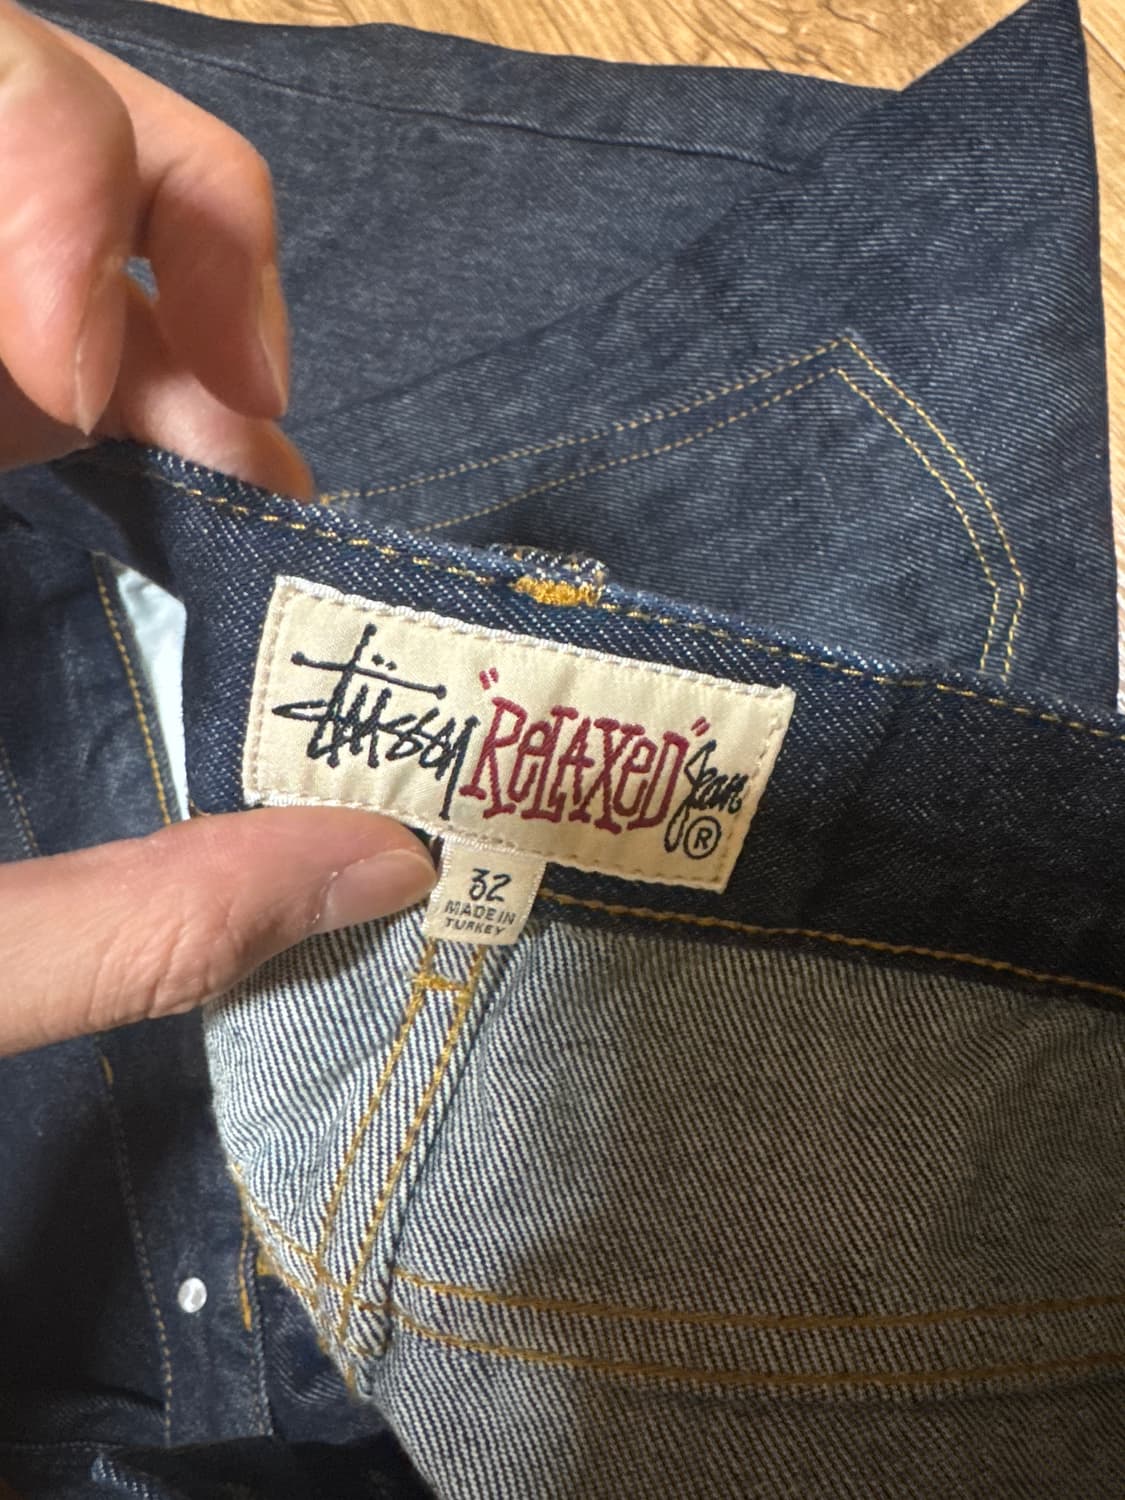 Stüssy "RELAXED" Jean ®
32
MADE IN
TURKEY